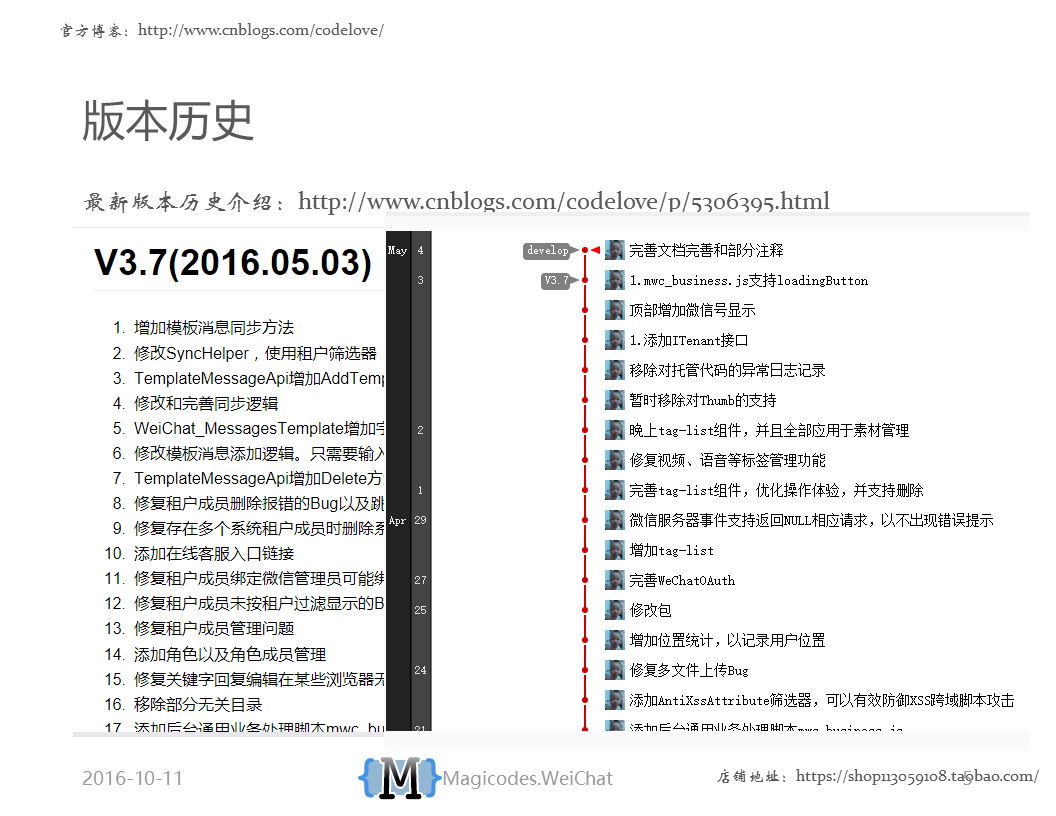 官方博客：http://www.cnblogs.com/codelove/
版本历史
最新版本历史介绍：http://www.cnblogs.com/codelove/p/5306395.html
V3.7(2016.05.03)
1. 增加模板消息同步方法
2. 修改SyncHelper，使用租户筛选器
3. TemplateMessageApi增加AddTemp
4. 修改和完善同步逻辑
5. WeiChat_MessagesTemplate增加字
6. 修改模板消息添加逻辑。只需要输入
7. TemplateMessageApi增加Delete方
8. 修复租户成员删除报错的Bug以及跳
9. 修复存在多个系统租户成员时删除系
10. 添加在线客服入口链接
11. 修复租户成员绑定微信管理员可能绑
12. 修复租户成员未按租户过滤显示的B
13. 修复租户成员管理问题
14. 添加角色以及角色成员管理
15. 修复关键字回复编辑在某些浏览器无
16. 移除部分无关目录
17. 添加后台通用业务处理脚本mwc_bu
May 4 develop 完善文档完善和部分注释
3 V3.7 1.mwc_business.js支持loadingButton
顶部增加微信号显示
1.添加ITenant接口
移除对托管代码的异常日志记录
暂时移除对Thumb的支持
2 晚上tag-list组件，并且全部应用于素材管理
修复视频、语音等标签管理功能
1 完善tag-list组件，优化操作体验，并支持删除
Apr 29 微信服务器事件支持返回NULL相应请求，以不出现错误提示
增加tag-list
27 完善WeChatOAuth
25 修改包
增加位置统计，以记录用户位置
24 修复多文件上传Bug
添加AntiXssAttribute筛选器，可以有效防御XSS跨域脚本攻击
21 添加后台通用业务处理脚本mwc_business.js
2016-10-11
{M}Magicodes.WeiChat
店铺地址：https://shop113059108.taobao.com/
5